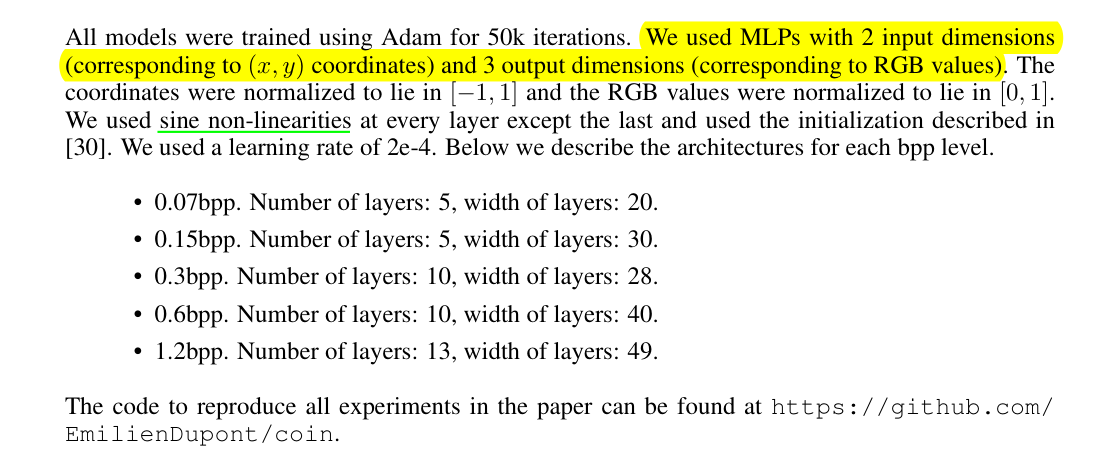 All models were trained using Adam for 50k iterations. We used MLPs with 2 input dimensions
(corresponding to (x, y) coordinates) and 3 output dimensions (corresponding to RGB values). The
coordinates were normalized to lie in [−1, 1] and the RGB values were normalized to lie in [0, 1].
We used sine non-linearities at every layer except the last and used the initialization described in
[30]. We used a learning rate of 2e-4. Below we describe the architectures for each bpp level.
• 0.07bpp. Number of layers: 5, width of layers: 20.
• 0.15bpp. Number of layers: 5, width of layers: 30.
• 0.3bpp. Number of layers: 10, width of layers: 28.
• 0.6bpp. Number of layers: 10, width of layers: 40.
• 1.2bpp. Number of layers: 13, width of layers: 49.
The code to reproduce all experiments in the paper can be found at https://github.com/
EmilienDupont/coin.